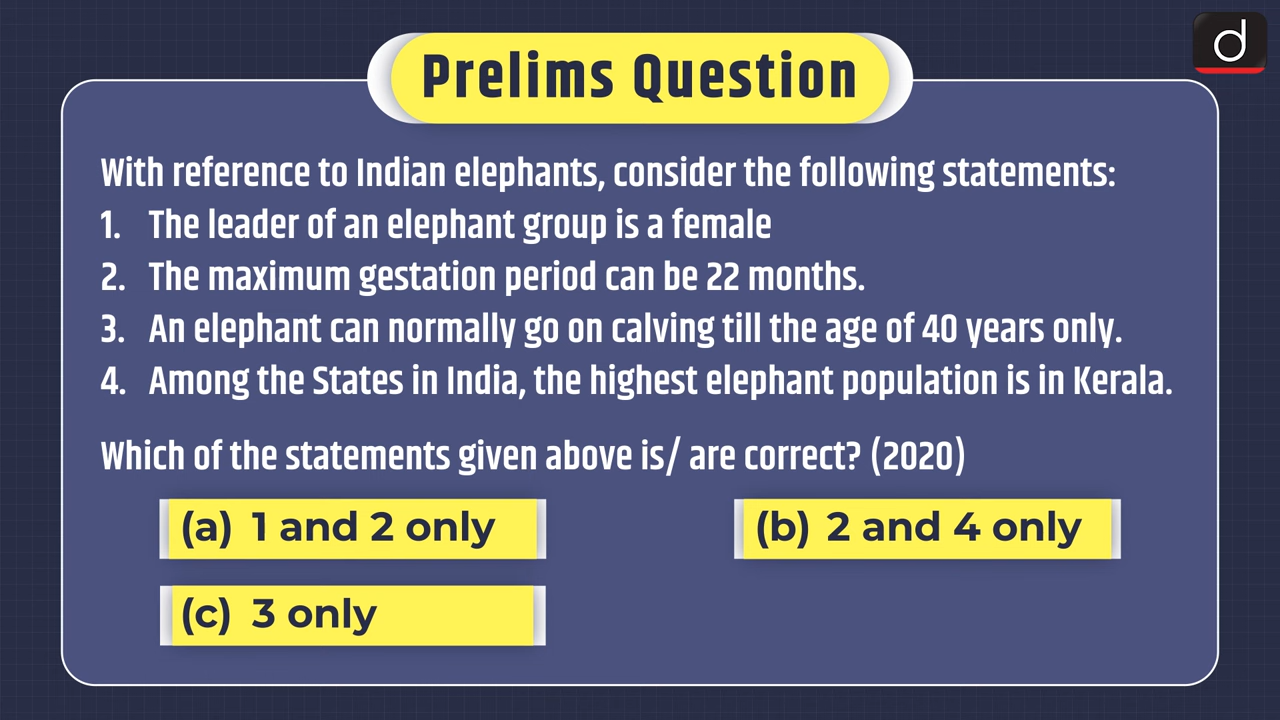 d
Prelims Question
With reference to Indian elephants, consider the following statements:
1. The leader of an elephant group is a female
2. The maximum gestation period can be 22 months.
3. An elephant can normally go on calving till the age of 40 years only.
4. Among the States in India, the highest elephant population is in Kerala.
Which of the statements given above is/ are correct? (2020)
(a) 1 and 2 only
(b) 2 and 4 only
(c) 3 only